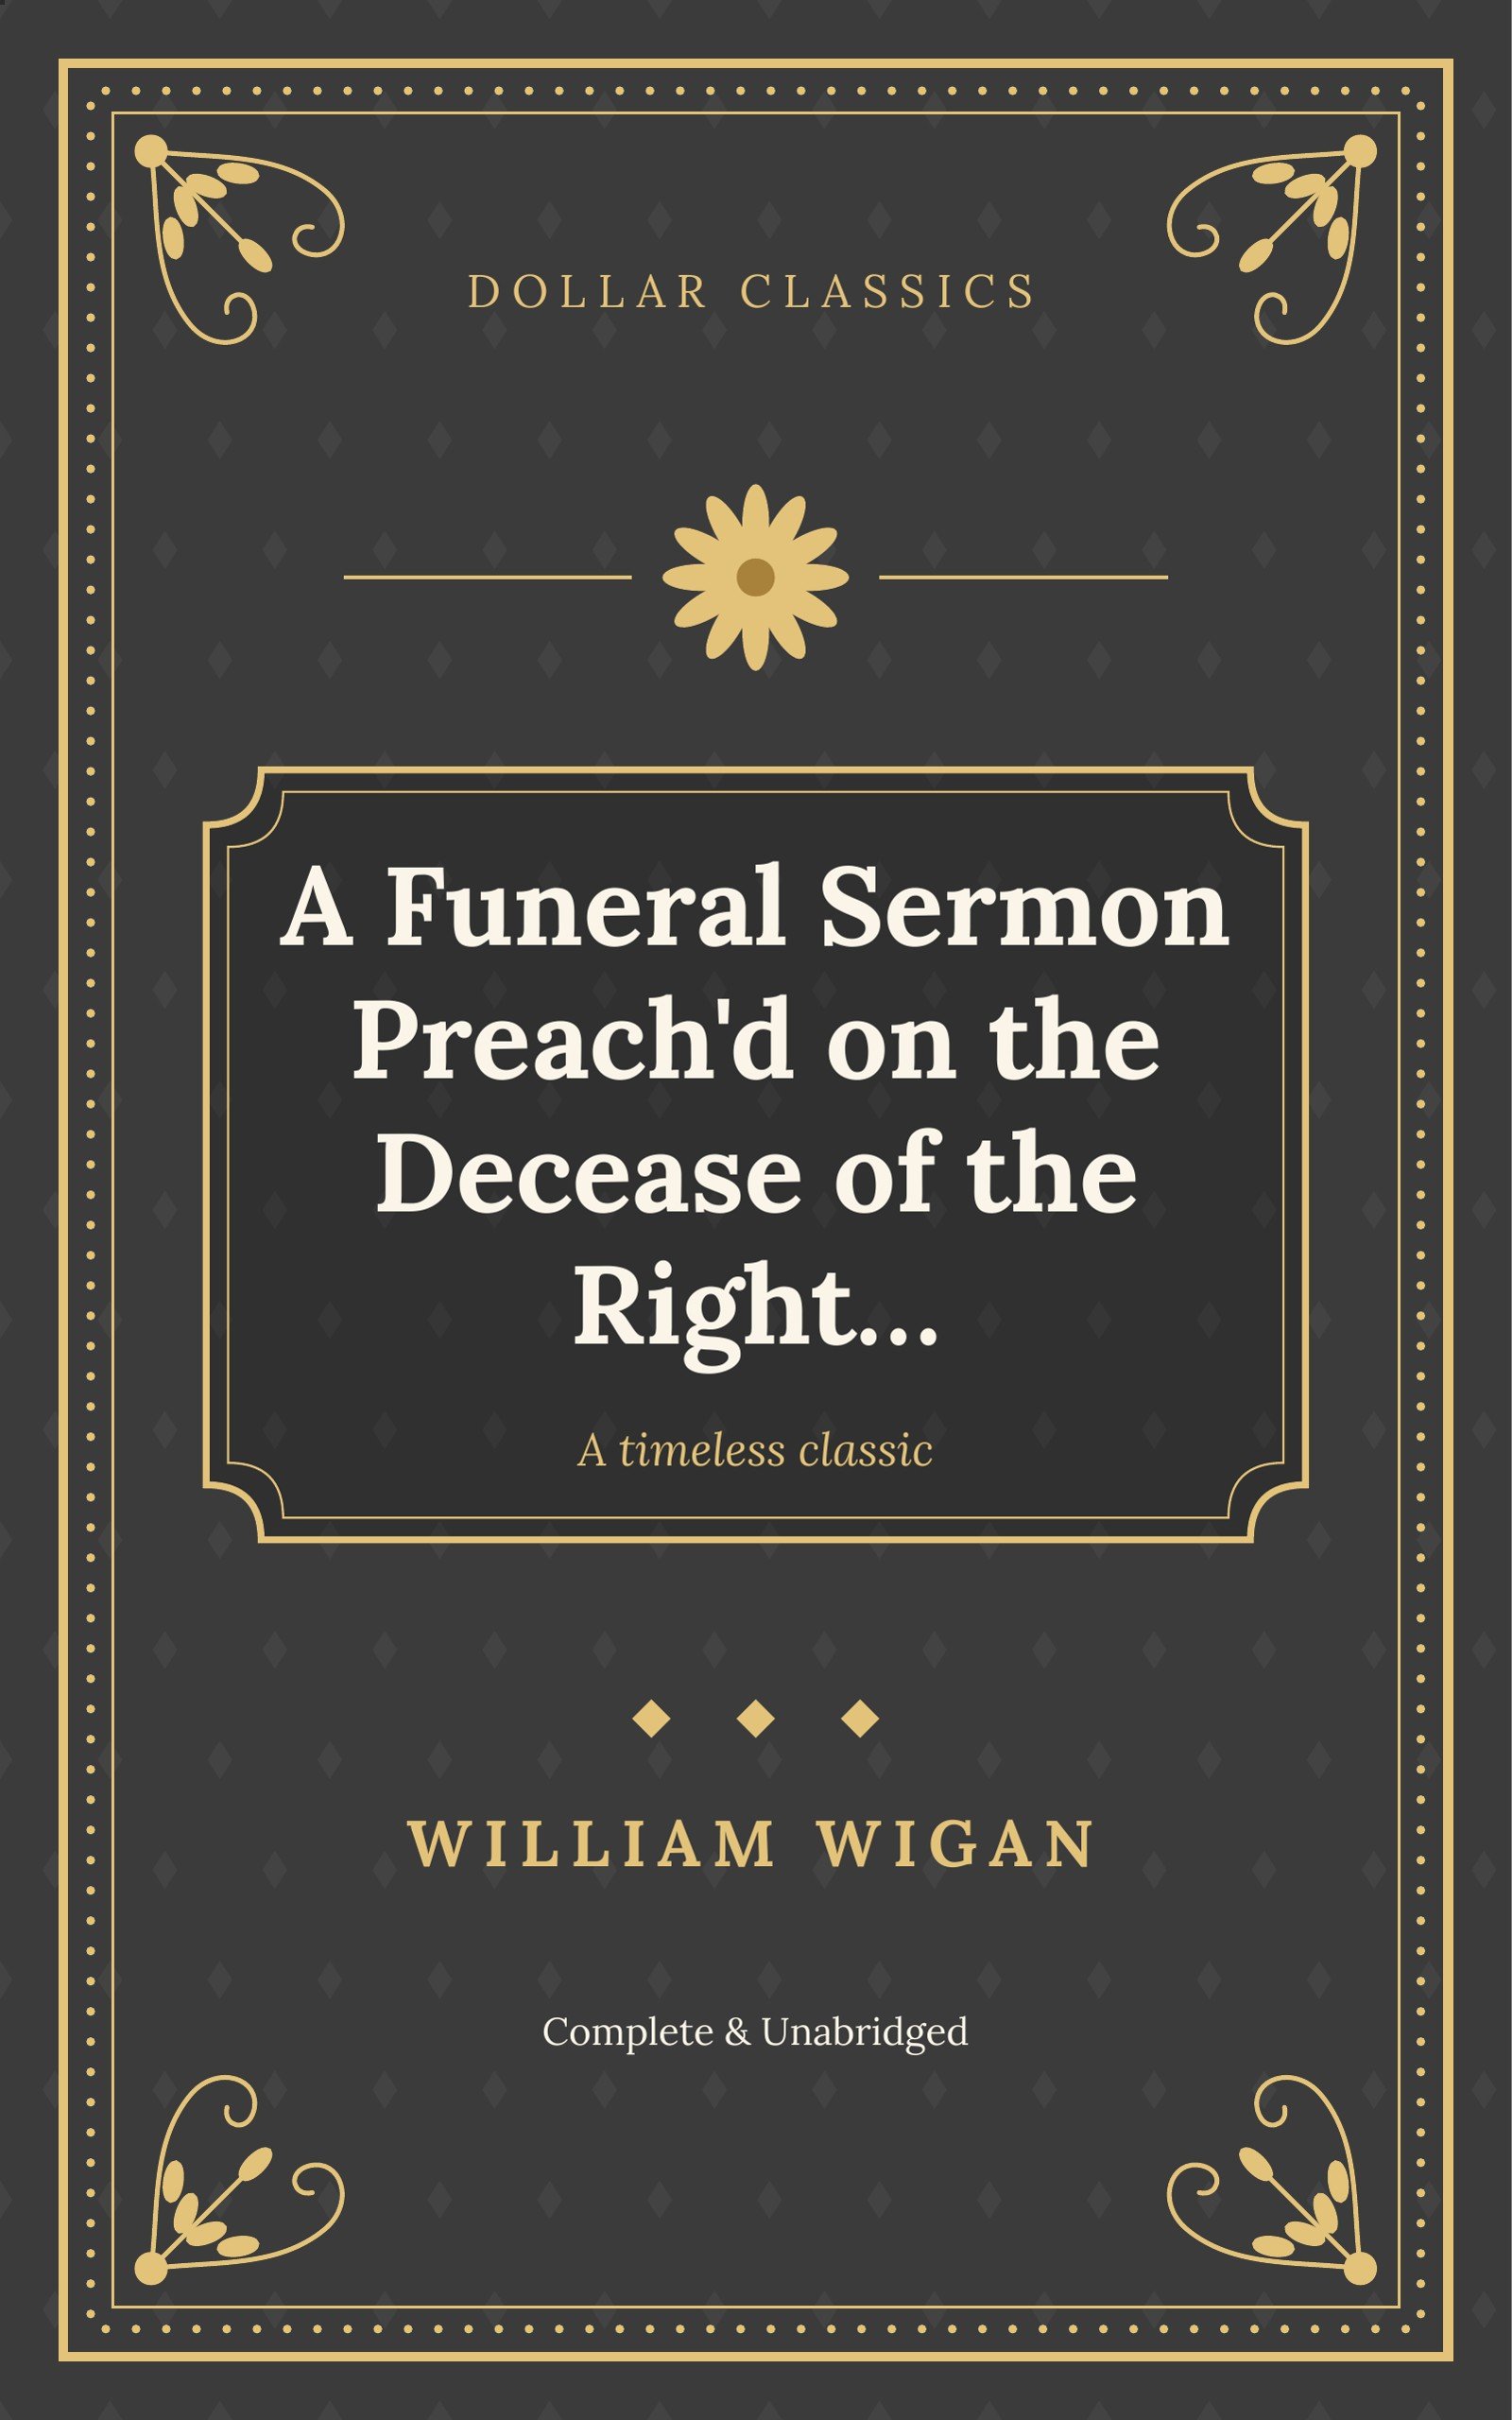 DOLLAR CLASSICS
A Funeral Sermon
Preach'd on the
Decease of the
Right...
A timeless classic
WILLIAM WIGAN
Complete & Unabridged